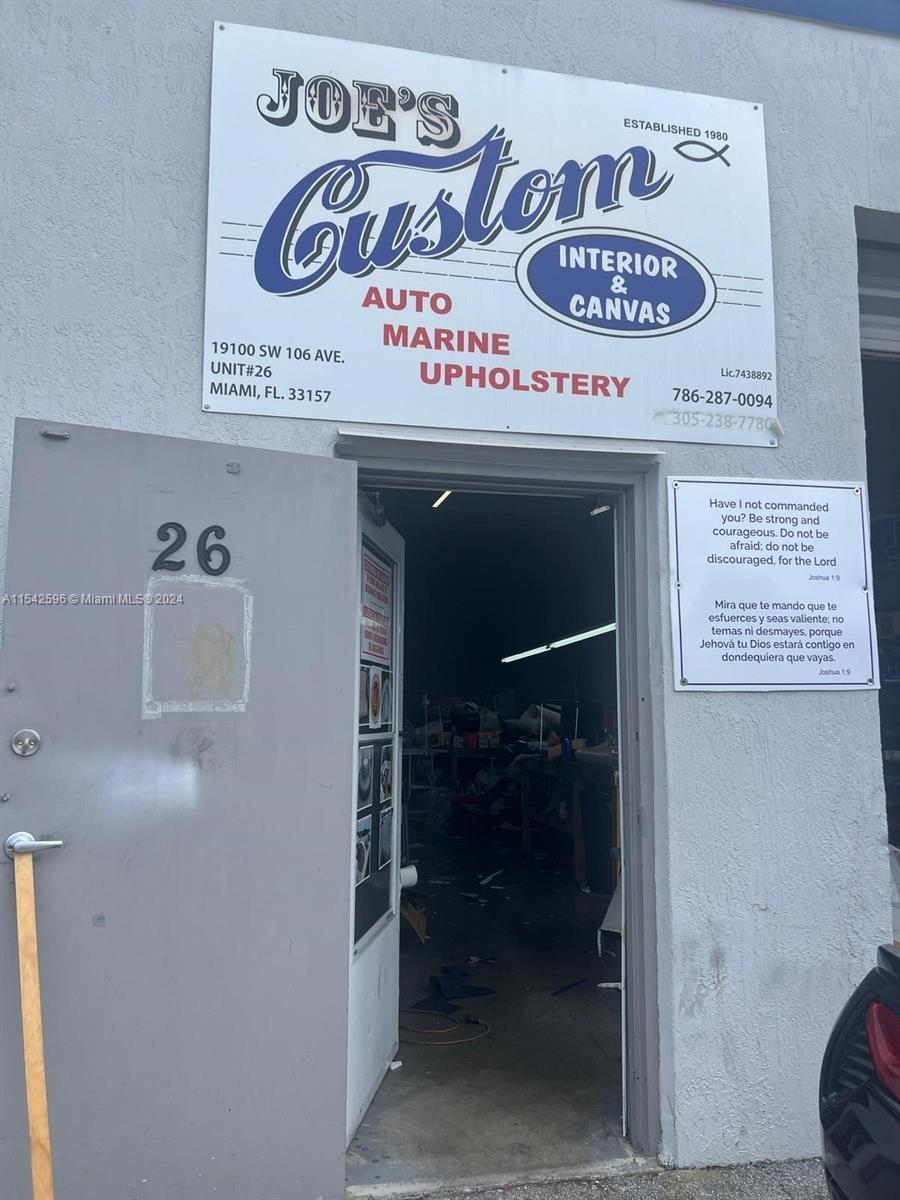 JOE'S
ESTABLISHED 1980
Custom
INTERIOR
&
CANVAS
AUTO
MARINE
UPHOLSTERY
19100 SW 106 AVE.
UNIT#26
MIAMI, FL. 33157
Lic.7438892
786-287-0094
305-238-7780
26
A11542596 © Miami MLS® 2024
Have I not commanded
you? Be strong and
courageous. Do not be
afraid; do not be
discouraged, for the Lord
Joshua 1:9
Mira que te mando que te
esfuerces y seas valiente; no
temas ni desmayes, porque
Jehová tu Dios estará contigo en
dondequiera que vayas.
Joshua 1:9